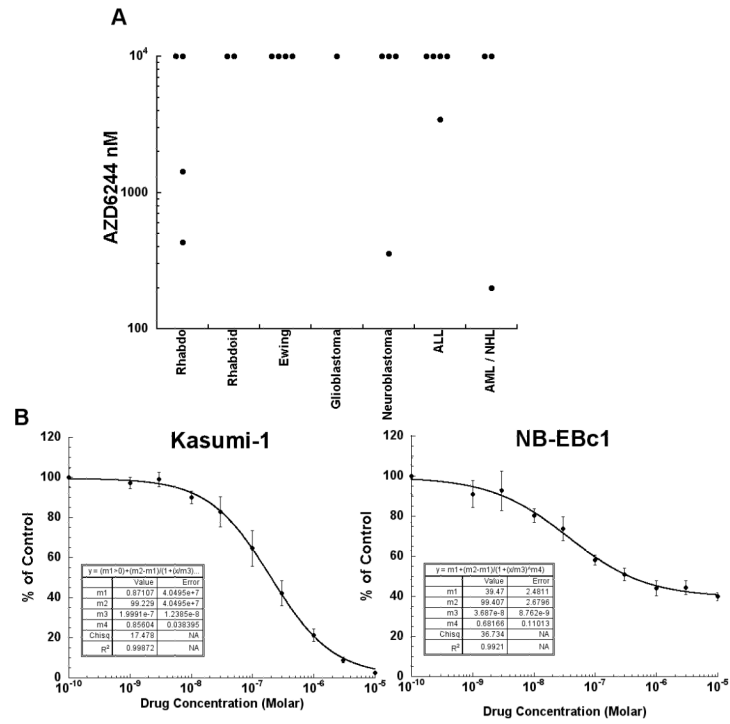 A
AZD6244 nM
10⁴
1000
100
Rhabdo
Rhabdoid
Ewing
Glioblastoma
Neuroblastoma
ALL
AML / NHL
B
Kasumi-1
% of Control
120
100
80
60
40
20
0
y = (m1>0)+(m2-m1)/(1+(x/m3)...
Value Error
m1 0.87107 4.0495e+7
m2 99.229 4.0495e+7
m3 1.9991e-7 1.2385e-8
m4 0.85604 0.038395
Chisq 17.478 NA
R² 0.99872 NA
10⁻¹⁰ 10⁻⁹ 10⁻⁸ 10⁻⁷ 10⁻⁶ 10⁻⁵
Drug Concentration (Molar)
NB-EBc1
% of Control
120
100
80
60
40
20
0
y = m1+(m2-m1)/(1+(x/m3)^m4)
Value Error
m1 39.47 2.4811
m2 99.407 2.6796
m3 3.687e-8 8.762e-9
m4 0.68166 0.11013
Chisq 36.734 NA
R² 0.9921 NA
10⁻¹⁰ 10⁻⁹ 10⁻⁸ 10⁻⁷ 10⁻⁶ 10⁻⁵
Drug Concentration (Molar)